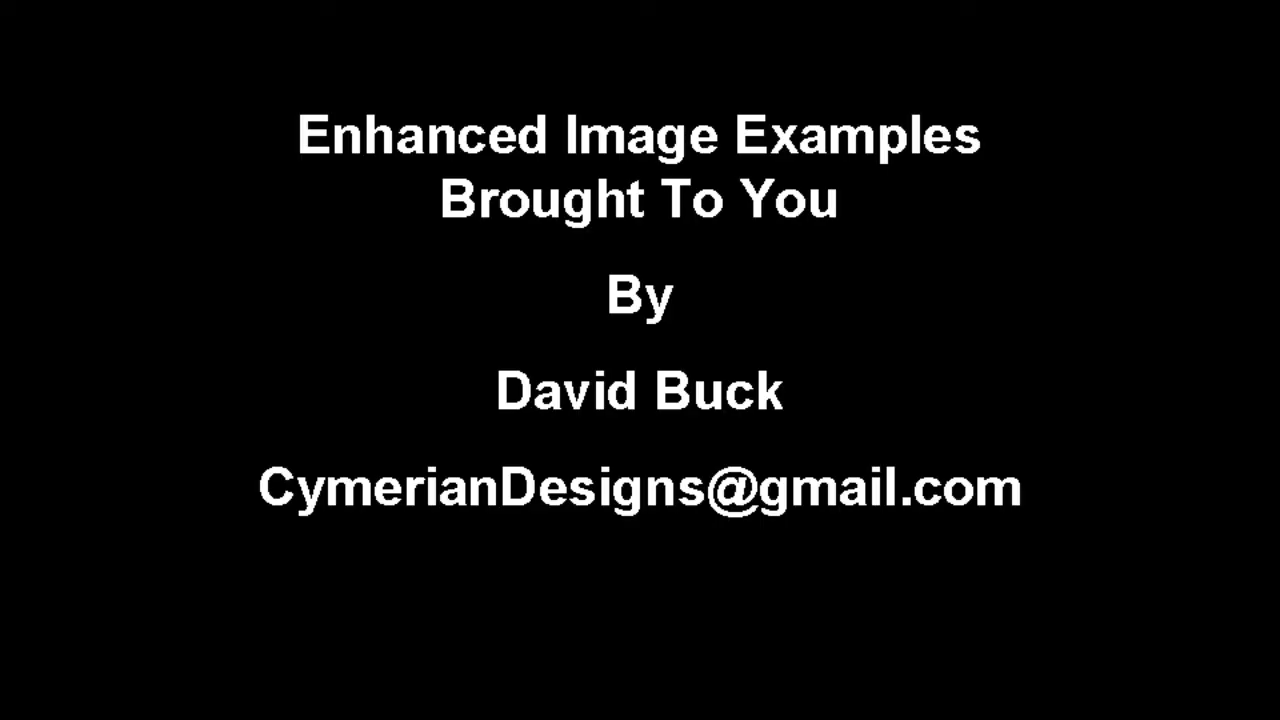 Enhanced Image Examples
Brought To You
By
David Buck
CymerianDesigns@gmail.com